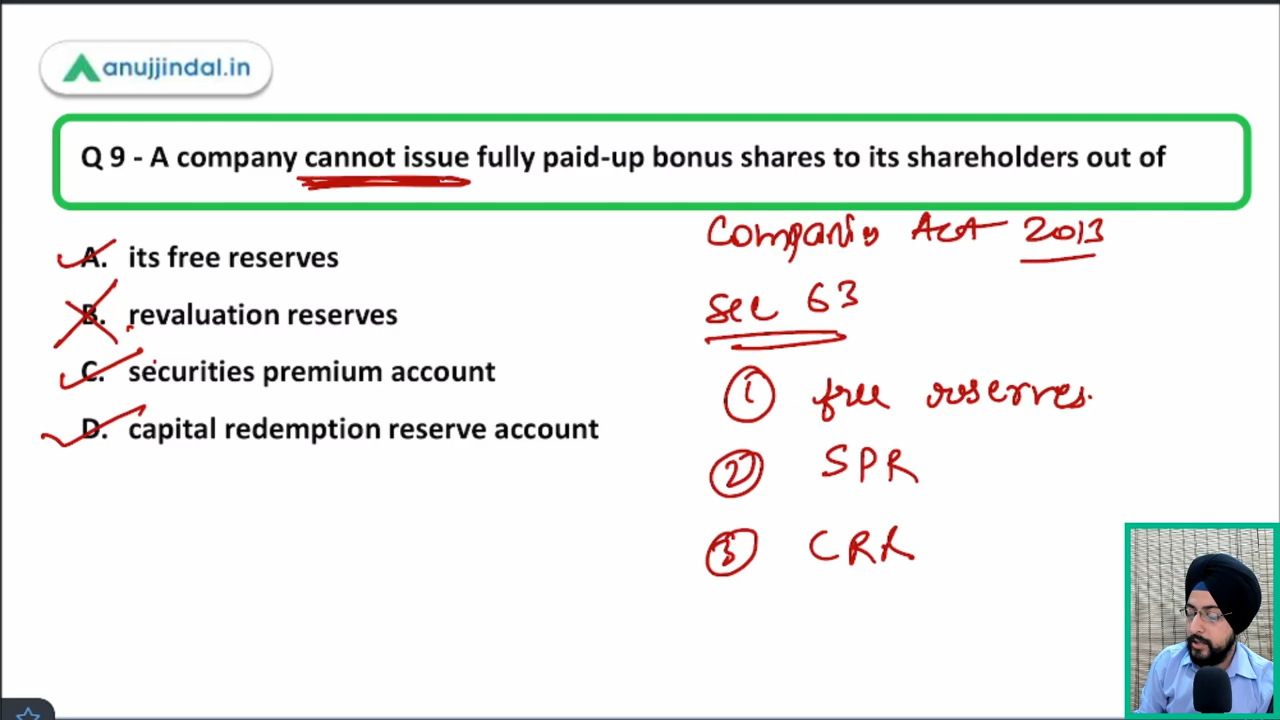 anujjindal.in
Q 9 - A company cannot issue fully paid-up bonus shares to its shareholders out of
A. its free reserves
B. revaluation reserves
C. securities premium account
D. capital redemption reserve account
Companies Act 2013
Sec 63
1 free reserves.
2 SPR
3 CRR